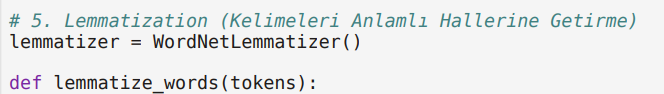 # 5. Lemmatization (Kelimeleri Anlamlı Hallerine Getirme)
lemmatizer = WordNetLemmatizer()
def lemmatize_words(tokens):